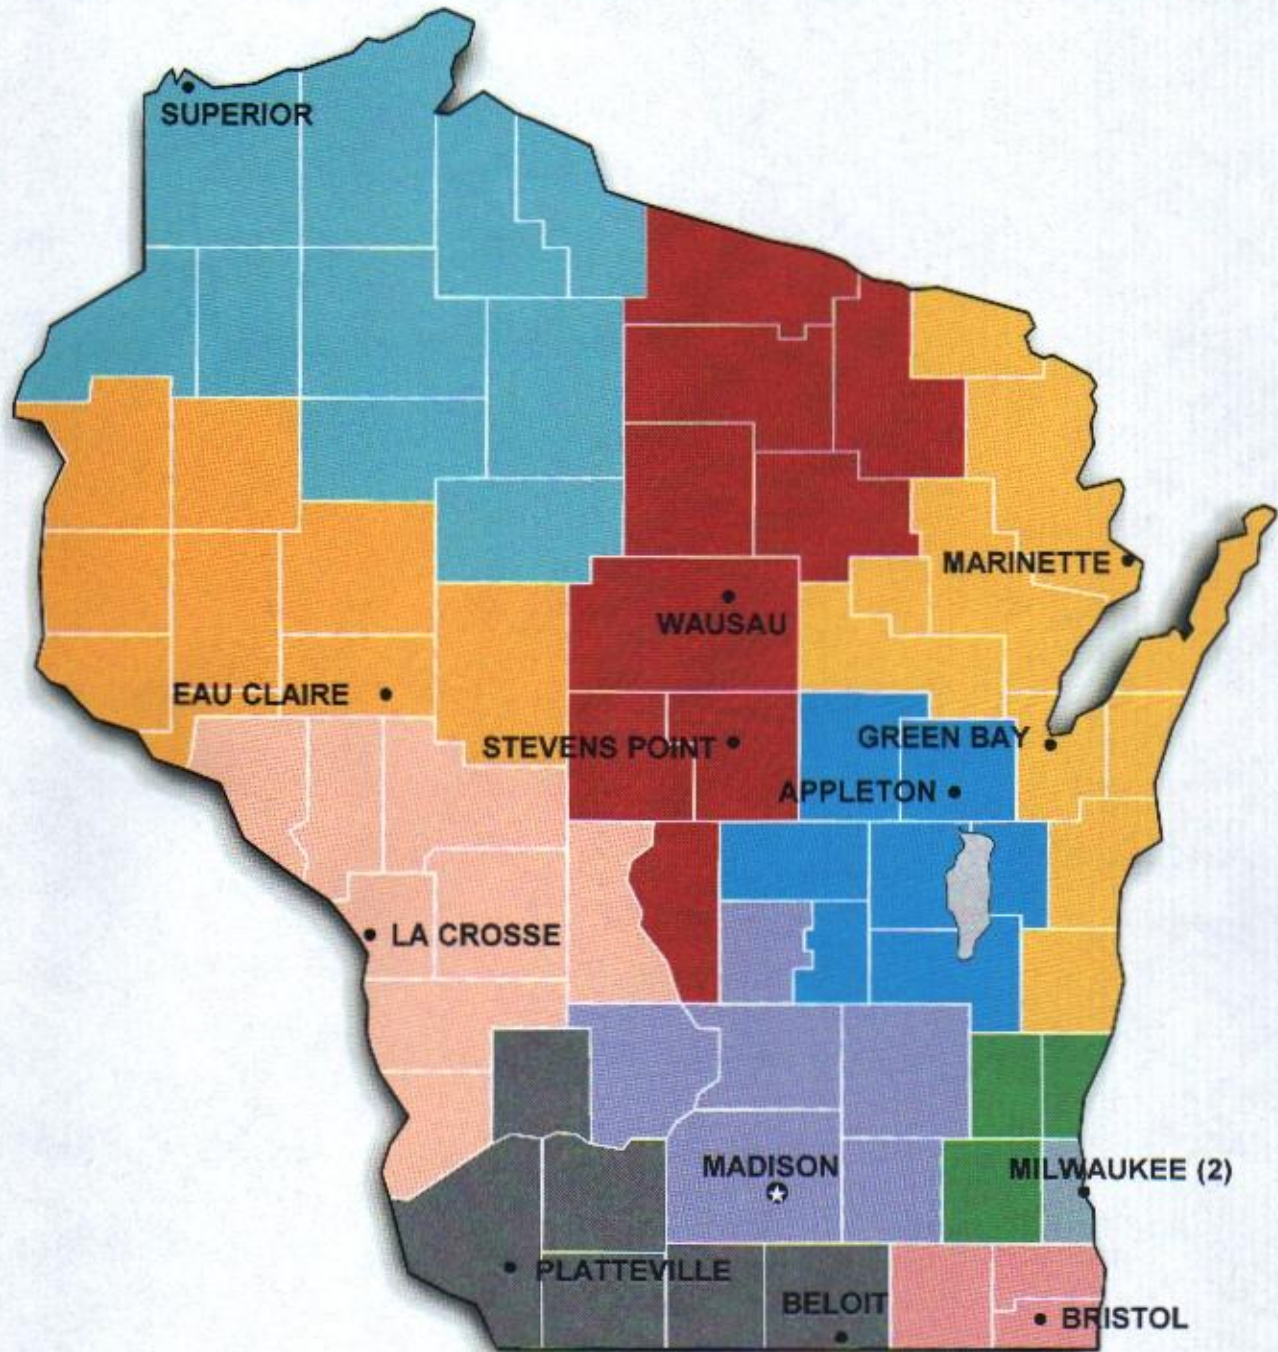 SUPERIOR
MARINETTE
WAUSAU
EAU CLAIRE
STEVENS POINT
GREEN BAY
APPLETON
LA CROSSE
MADISON
MILWAUKEE (2)
PLATTEVILLE
BELOIT
BRISTOL